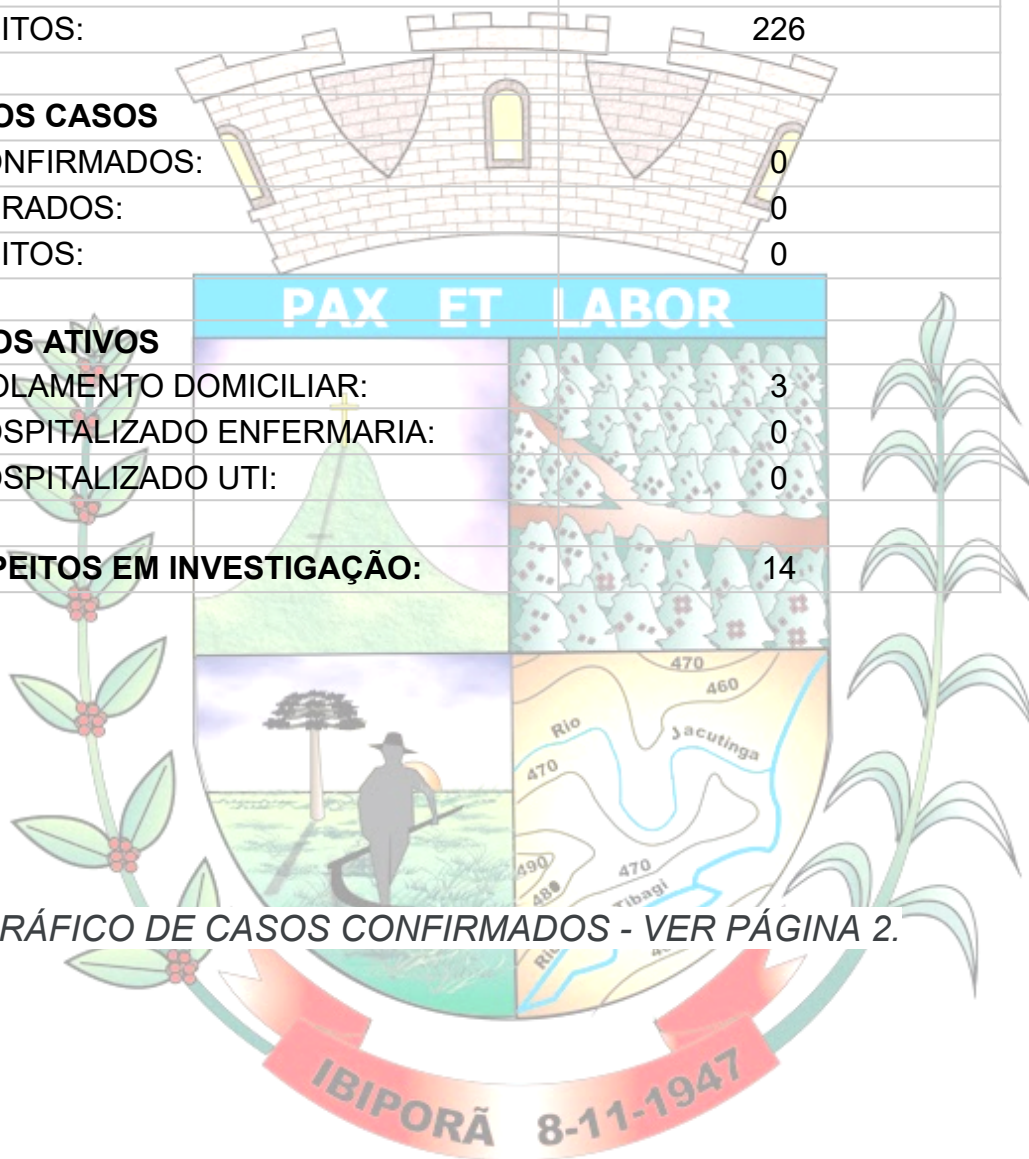 ITOS: 226
OS CASOS
ONFIRMADOS: 0
RADOS: 0
ITOS: 0
PAX ET LABOR
OS ATIVOS
OLAMENTO DOMICILIAR: 3
OSPITALIZADO ENFERMARIA: 0
OSPITALIZADO UTI: 0
PEITOS EM INVESTIGAÇÃO: 14
470
460
Rio Jacutinga
470
490
480
470
Tibagi
RÁFICO DE CASOS CONFIRMADOS - VER PÁGINA 2.
IBIPORÃ 8-11-1947